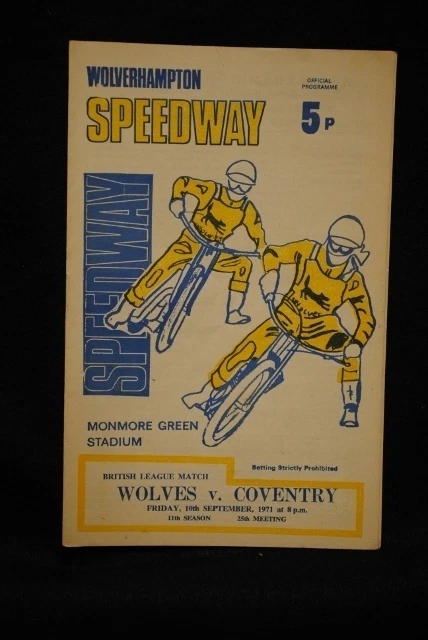 WOLVERHAMPTON
SPEEDWAY
OFFICIAL
PROGRAMME
5P
SPEEDWAY
MONMORE GREEN
STADIUM
Betting Strictly Prohibited
BRITISH LEAGUE MATCH
WOLVES v. COVENTRY
FRIDAY, 10th SEPTEMBER, 1971 at 8 p.m.
11th SEASON 25th MEETING